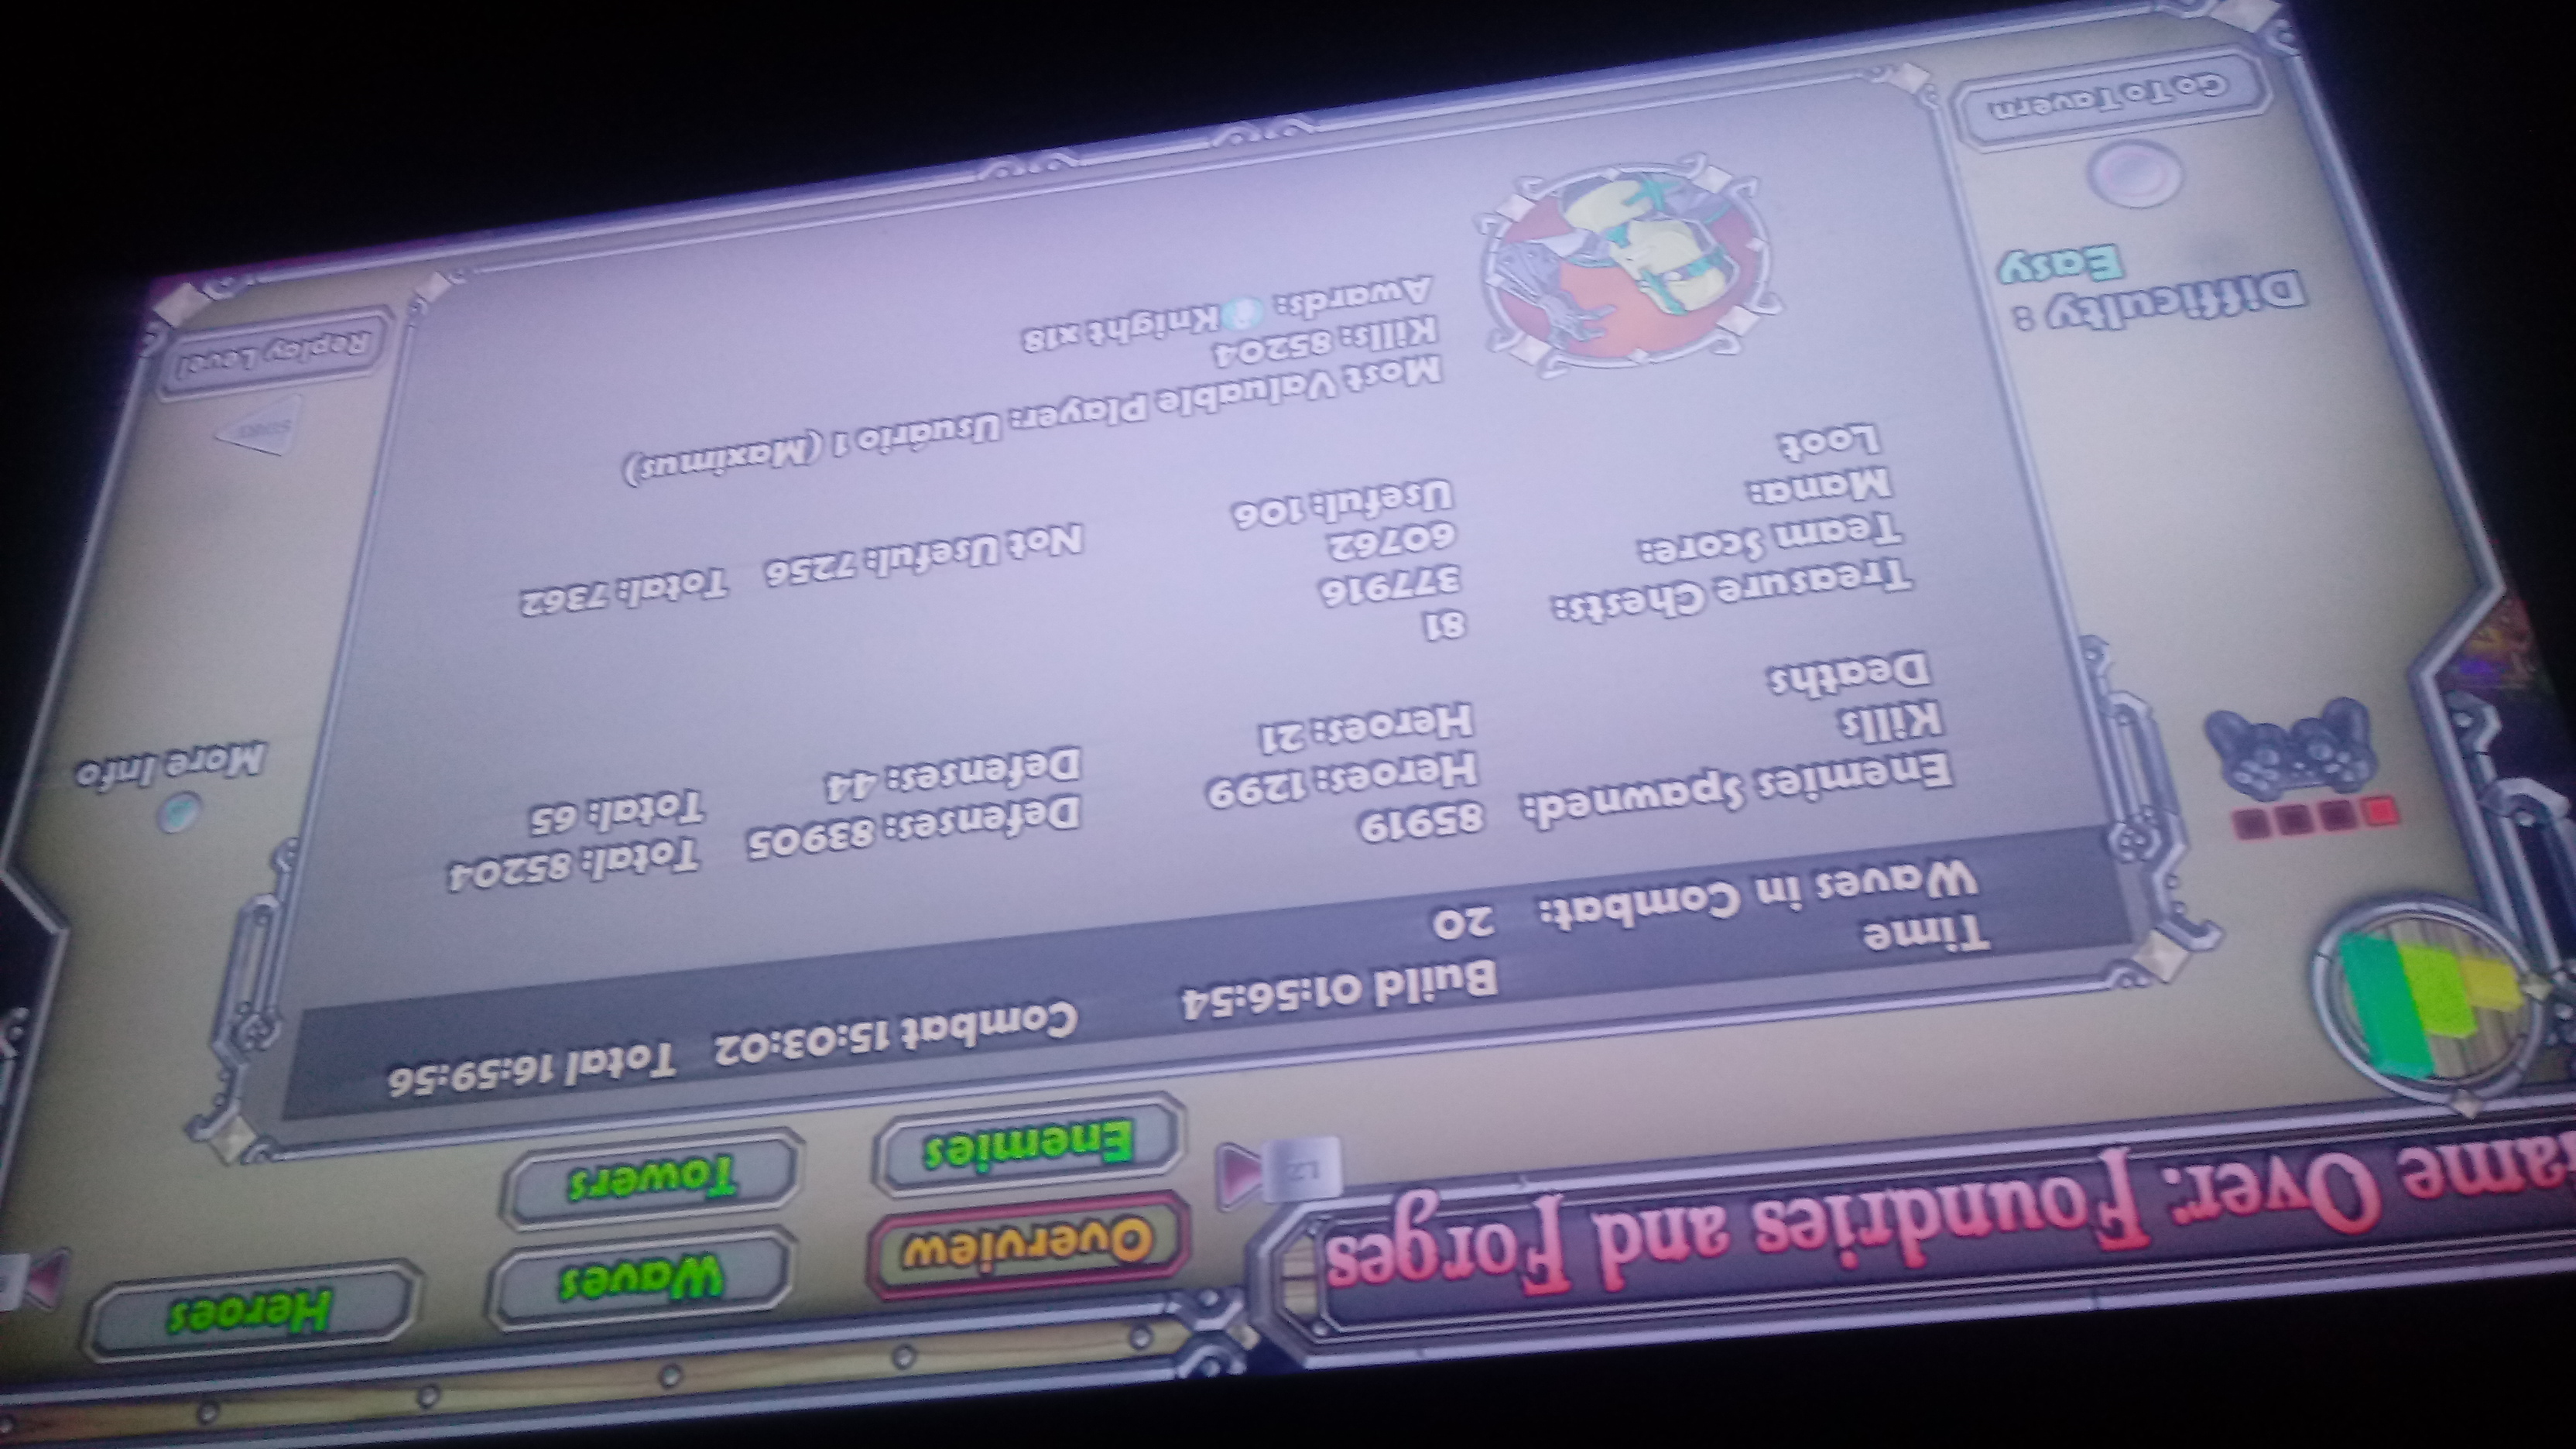 ame Over: Foundries and Forges
Overview
Waves
Heroes
L2
Enemies
Towers
Time Build 01:56:54 Combat 15:03:02 Total 16:59:56
Waves in Combat: 20
Enemies Spawned: 85919
Kills Heroes: 1299 Defenses: 83905 Total: 85204
Deaths Heroes: 21 Defenses: 44 Total: 65
Treasure Chests: 81
Team Score: 377916
Mana: 60762
Loot Useful: 106 Not Useful: 7256 Total: 7362
Most Valuable Player: Usuário 1 (Maximus)
Kills: 85204
Awards: Knight x18
More Info
Difficulty :
Easy
Go To Tavern
START
Replay Level